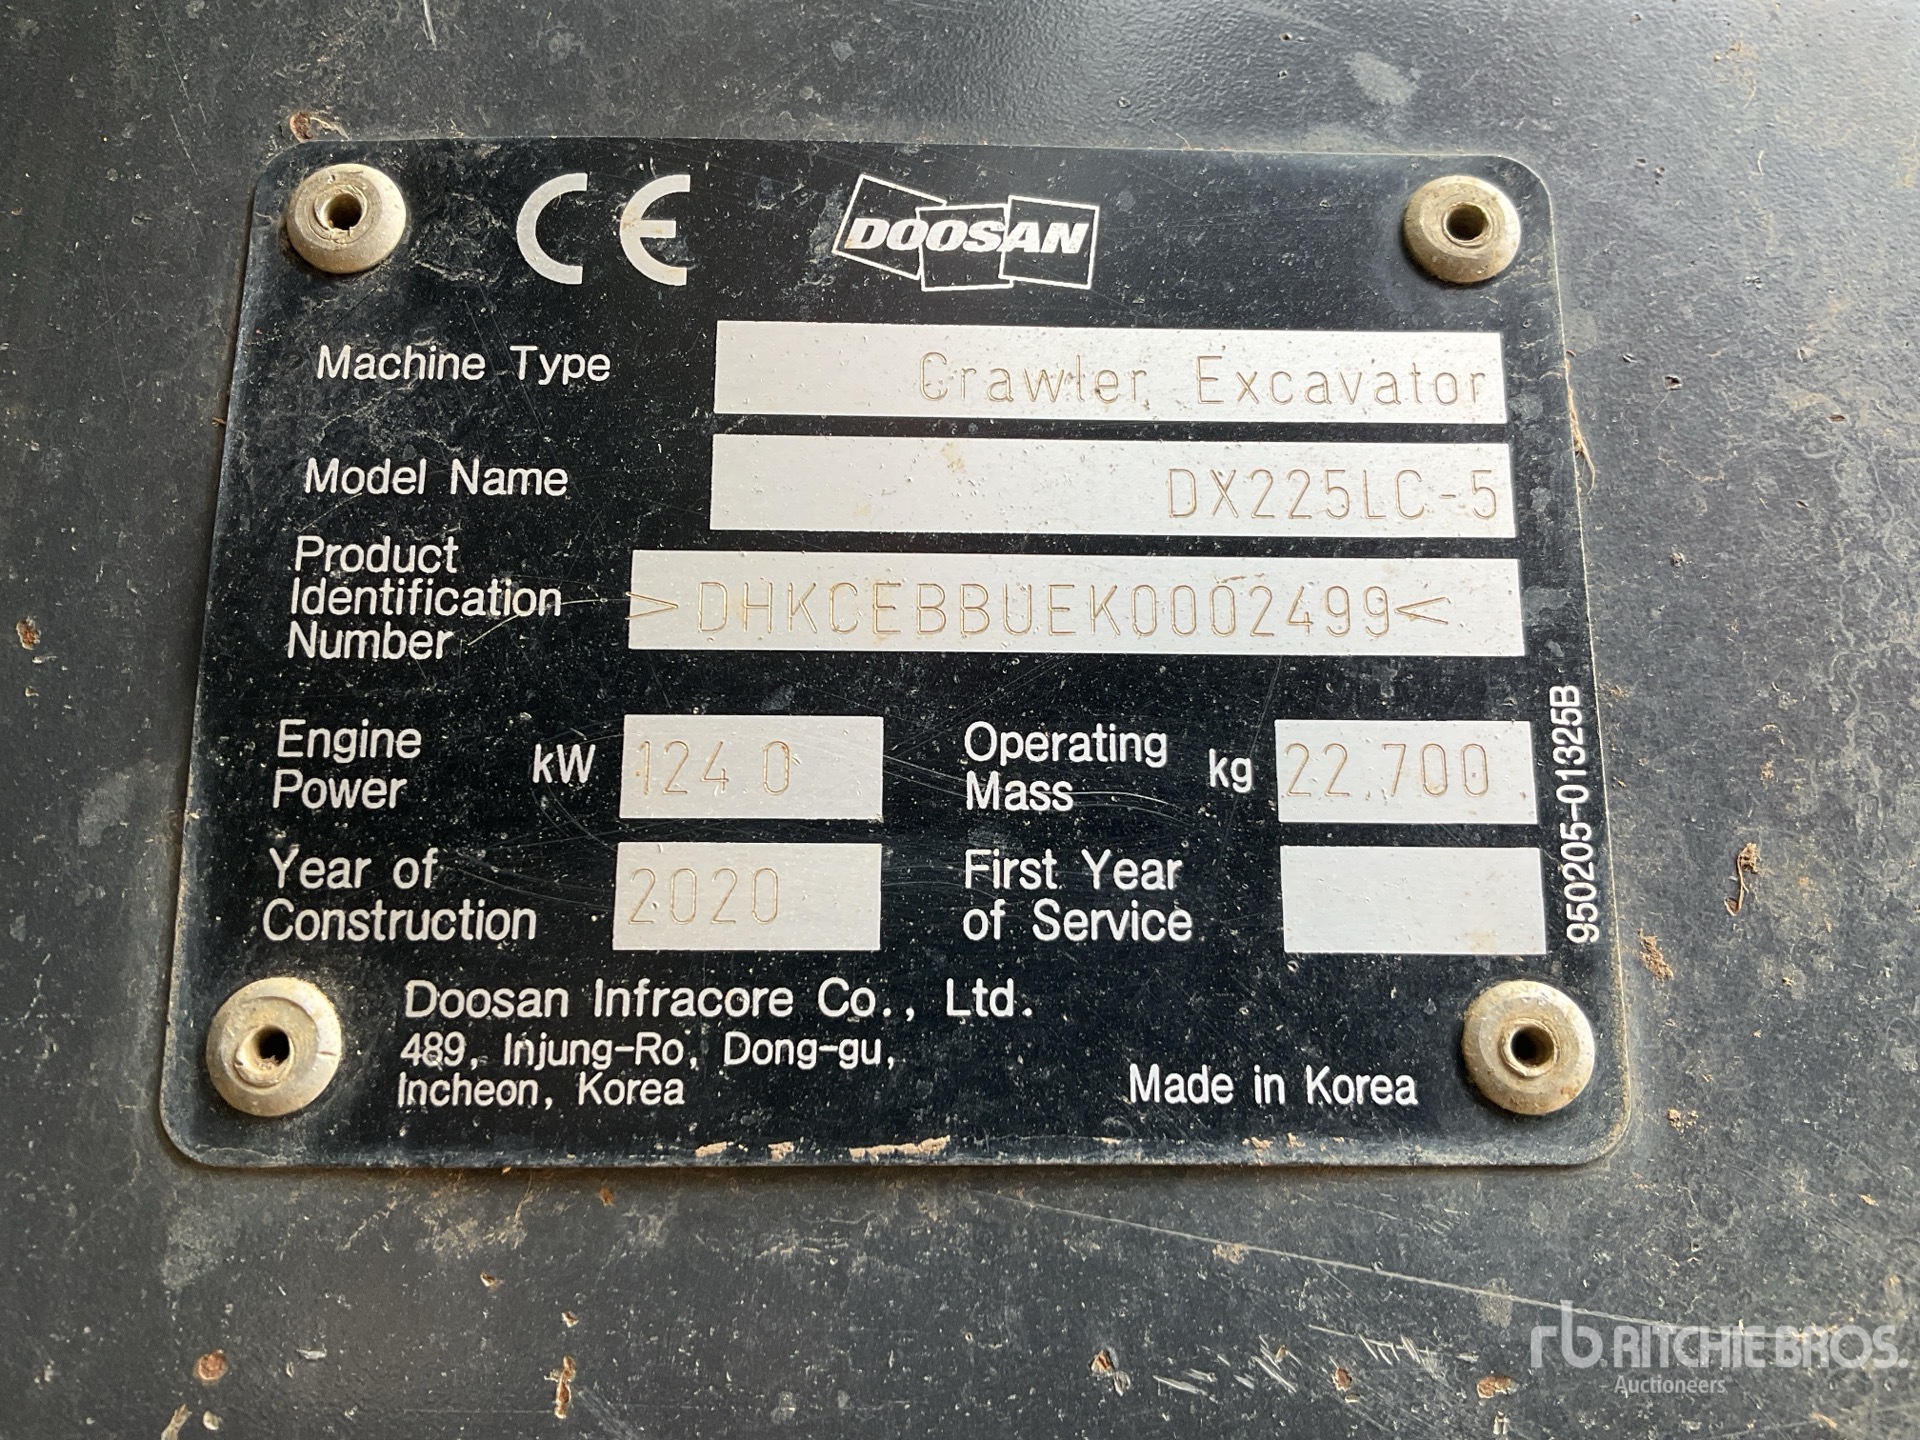 CE DOOSAN
Machine Type Crawler Excavator
Model Name DX225LC-5
Product
Identification
Number >DHKCEBBUEK0002499<
Engine
Power kW 124.0
Operating
Mass kg 22,700
Year of
Construction 2020
First Year
of Service
950205-01325B
Doosan Infracore Co., Ltd.
489, Injung-Ro, Dong-gu,
Incheon, Korea
Made in Korea
rb RITCHIE BROS.
Auctioneers